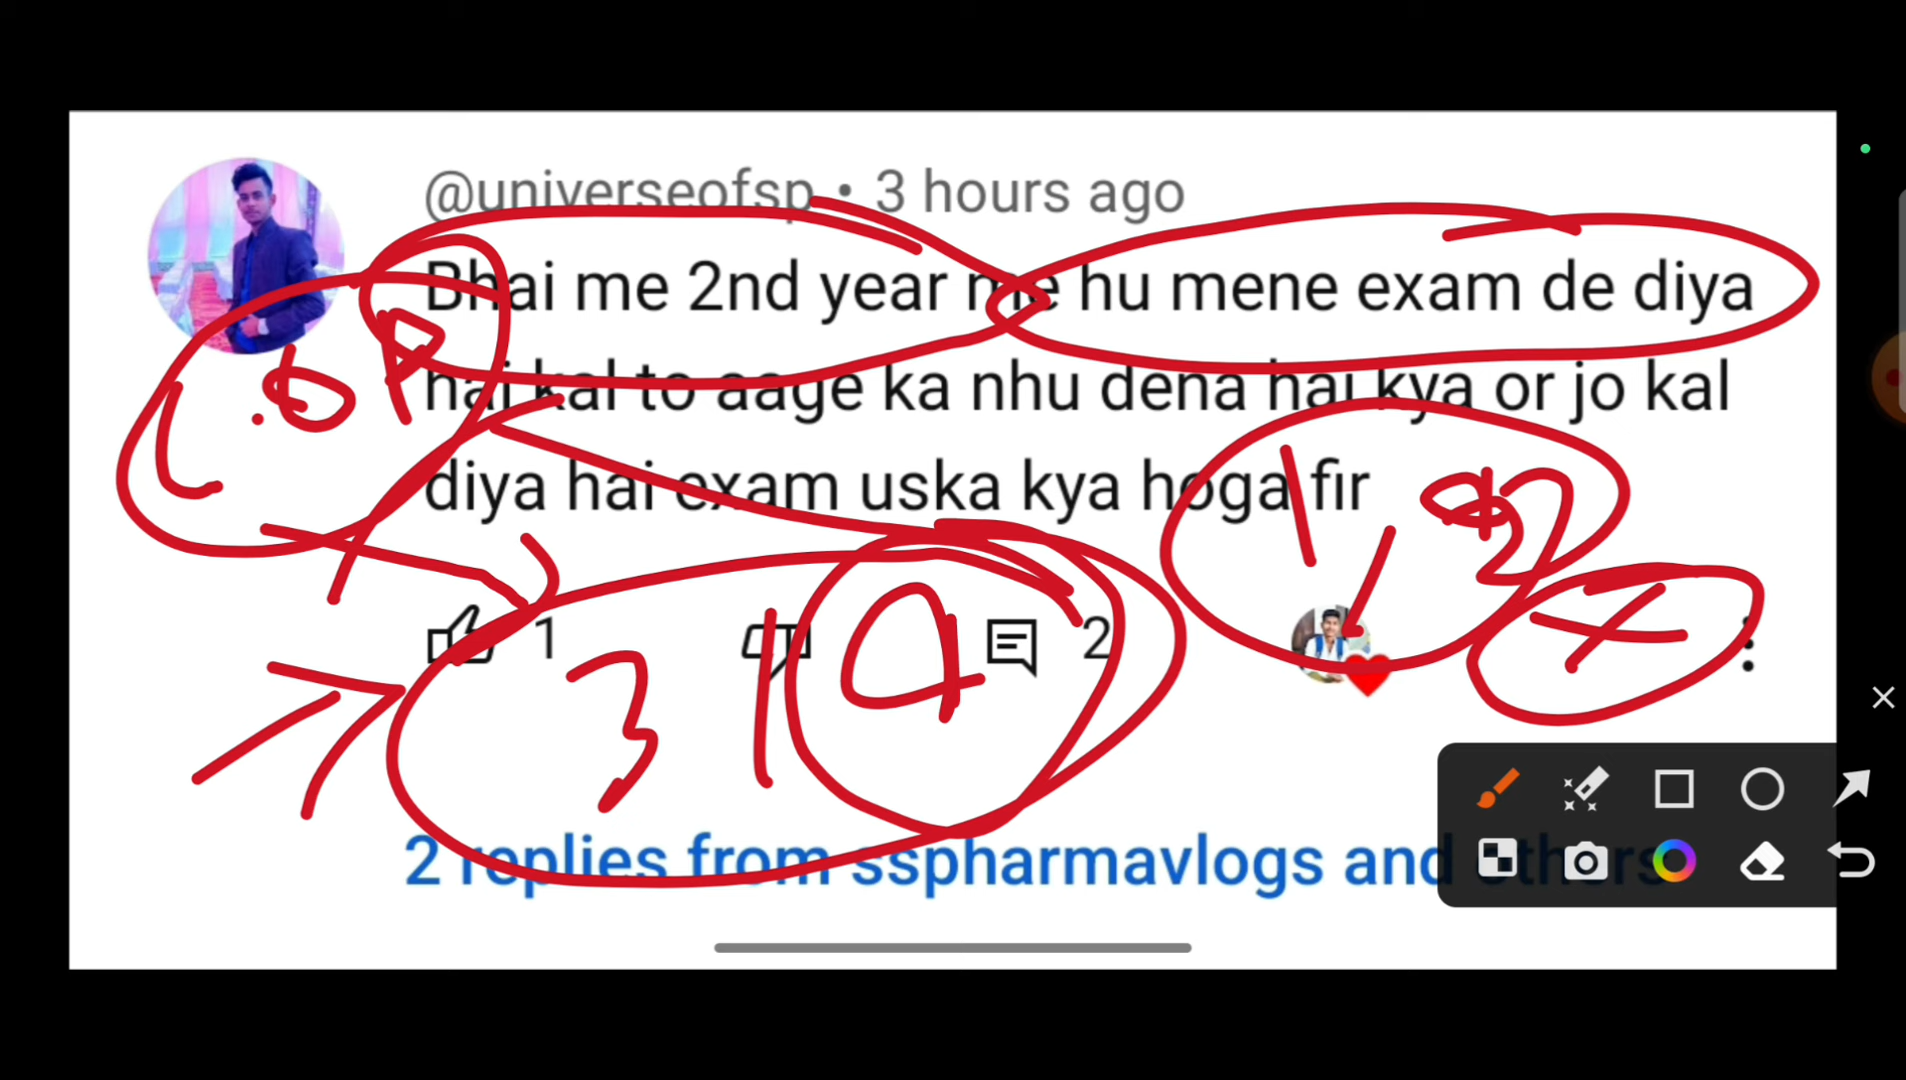 @universeofsp • 3 hours ago
Bhai me 2nd year me hu mene exam de diya
hai kal to aage ka nhu dena hai kya or jo kal
diya hai exam uska kya hoga fir
1 2
2 replies from sspharmavlogs and others